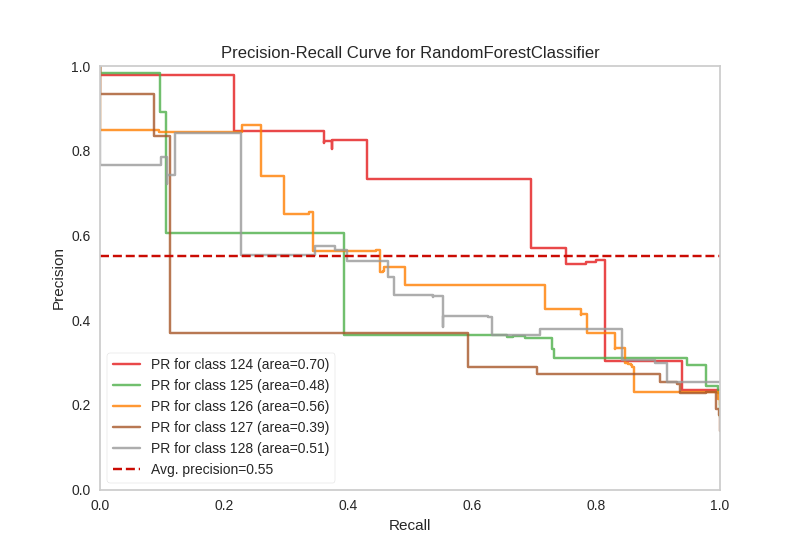 Precision-Recall Curve for RandomForestClassifier
1.0
0.8
0.6
0.4
0.2
0.0
Precision
PR for class 124 (area=0.70)
PR for class 125 (area=0.48)
PR for class 126 (area=0.56)
PR for class 127 (area=0.39)
PR for class 128 (area=0.51)
Avg. precision=0.55
0.0 0.2 0.4 0.6 0.8 1.0
Recall